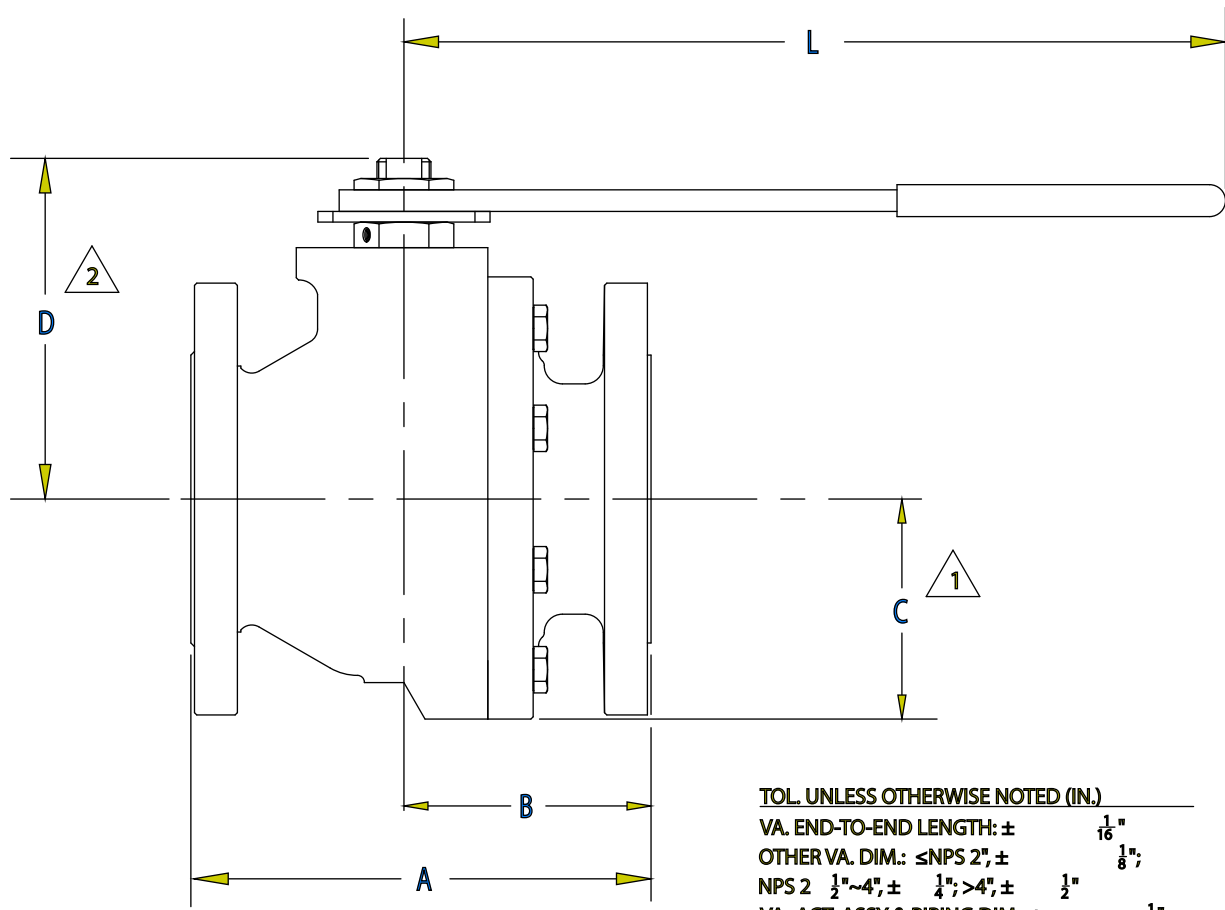 L
2
D
1
C
B
A
TOL. UNLESS OTHERWISE NOTED (IN.)
VA. END-TO-END LENGTH: ± 1/16"
OTHER VA. DIM.: ≤NPS 2", ± 1/8";
NPS 2 1/2"~4", ± 1/4"; >4", ± 1/2"